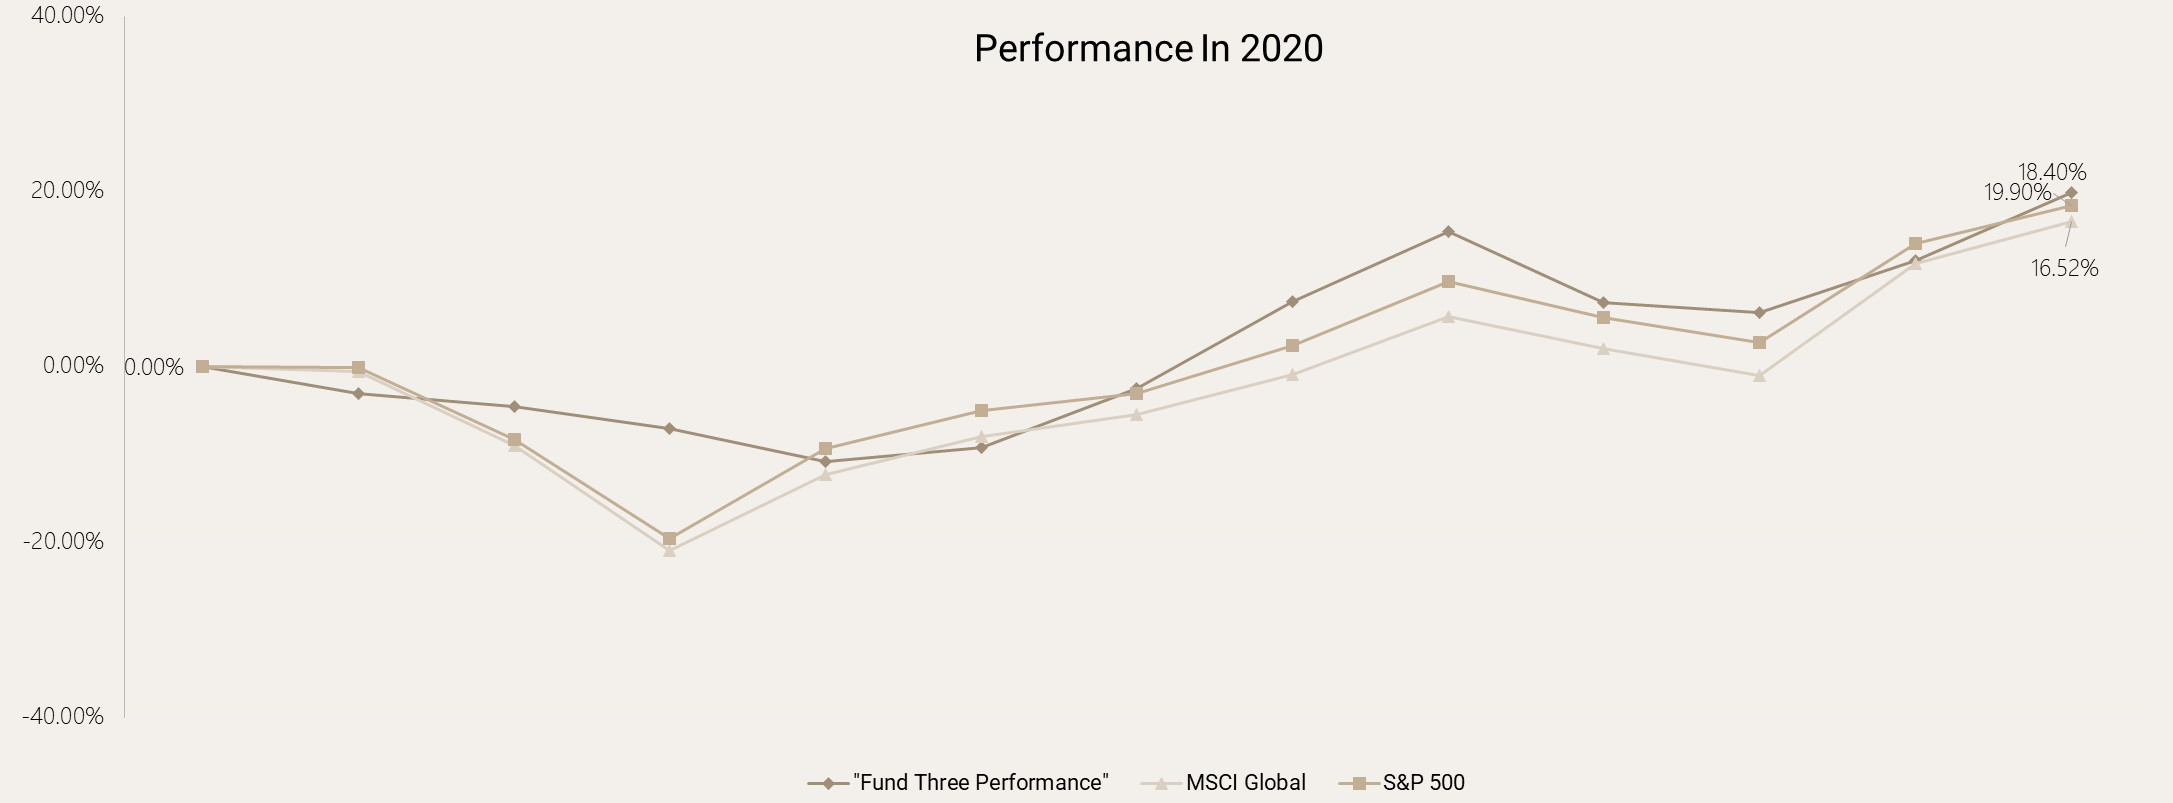 Performance In 2020
40.00%
20.00%
0.00%
-20.00%
-40.00%
0.00%
18.40%
19.90%
16.52%
"Fund Three Performance"
MSCI Global
S&P 500